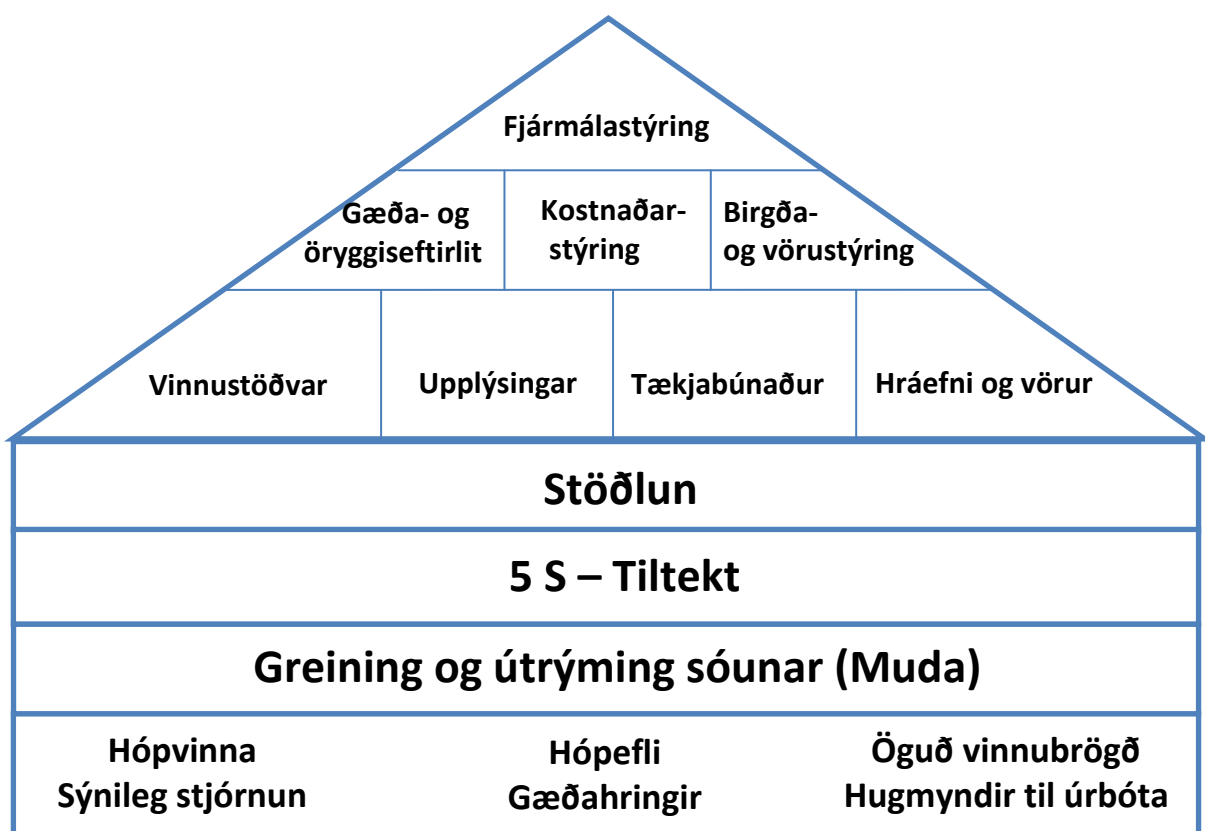 Fjármálastýring
Gæða- og
öryggiseftirlit
Kostnaðar-
stýring
Birgða-
og vörustýring
Vinnustöðvar
Upplýsingar
Tækjabúnaður
Hráefni og vörur
Stöðlun
5 S – Tiltekt
Greining og útrýming sóunar (Muda)
Hópvinna
Sýnileg stjórnun
Hópefli
Gæðahringir
Öguð vinnubrögð
Hugmyndir til úrbóta